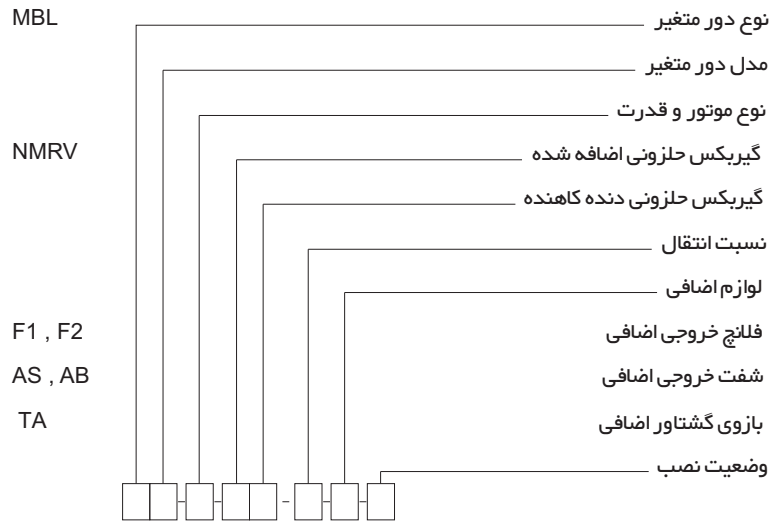 نوع دور متغیر MBL
مدل دور متغیر
نوع موتور و قدرت
گیربکس حلزونی اضافه شده NMRV
گیربکس حلزونی دنده کاهنده
نسبت انتقال
لوازم اضافی
فلانچ خروجی اضافی F1 , F2
شفت خروجی اضافی AS , AB
بازوی گشتاور اضافی TA
وضعیت نصب